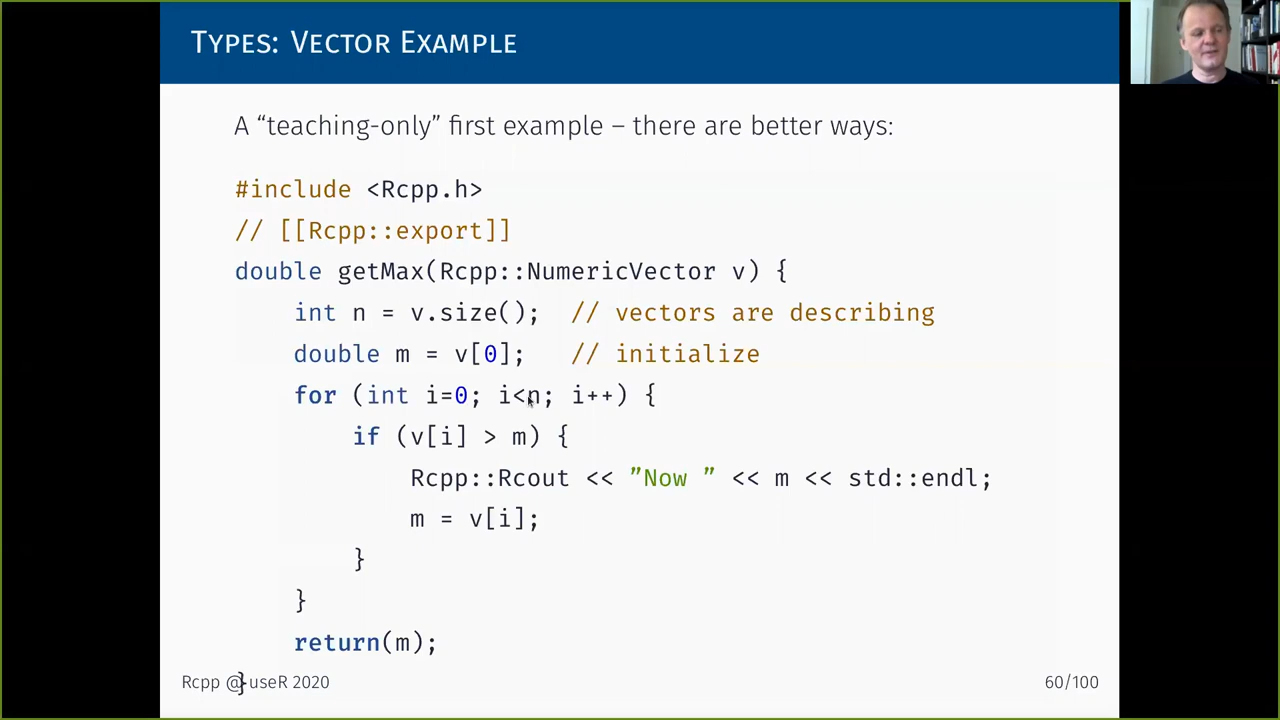 TYPES: VECTOR EXAMPLE
A “teaching-only” first example – there are better ways:
#include <Rcpp.h>
// [[Rcpp::export]]
double getMax(Rcpp::NumericVector v) {
    int n = v.size();  // vectors are describing
    double m = v[0];   // initialize
    for (int i=0; i<n; i++) {
        if (v[i] > m) {
            Rcpp::Rcout << ”Now ” << m << std::endl;
            m = v[i];
        }
    }
    return(m);
}
Rcpp @ useR 2020
60/100